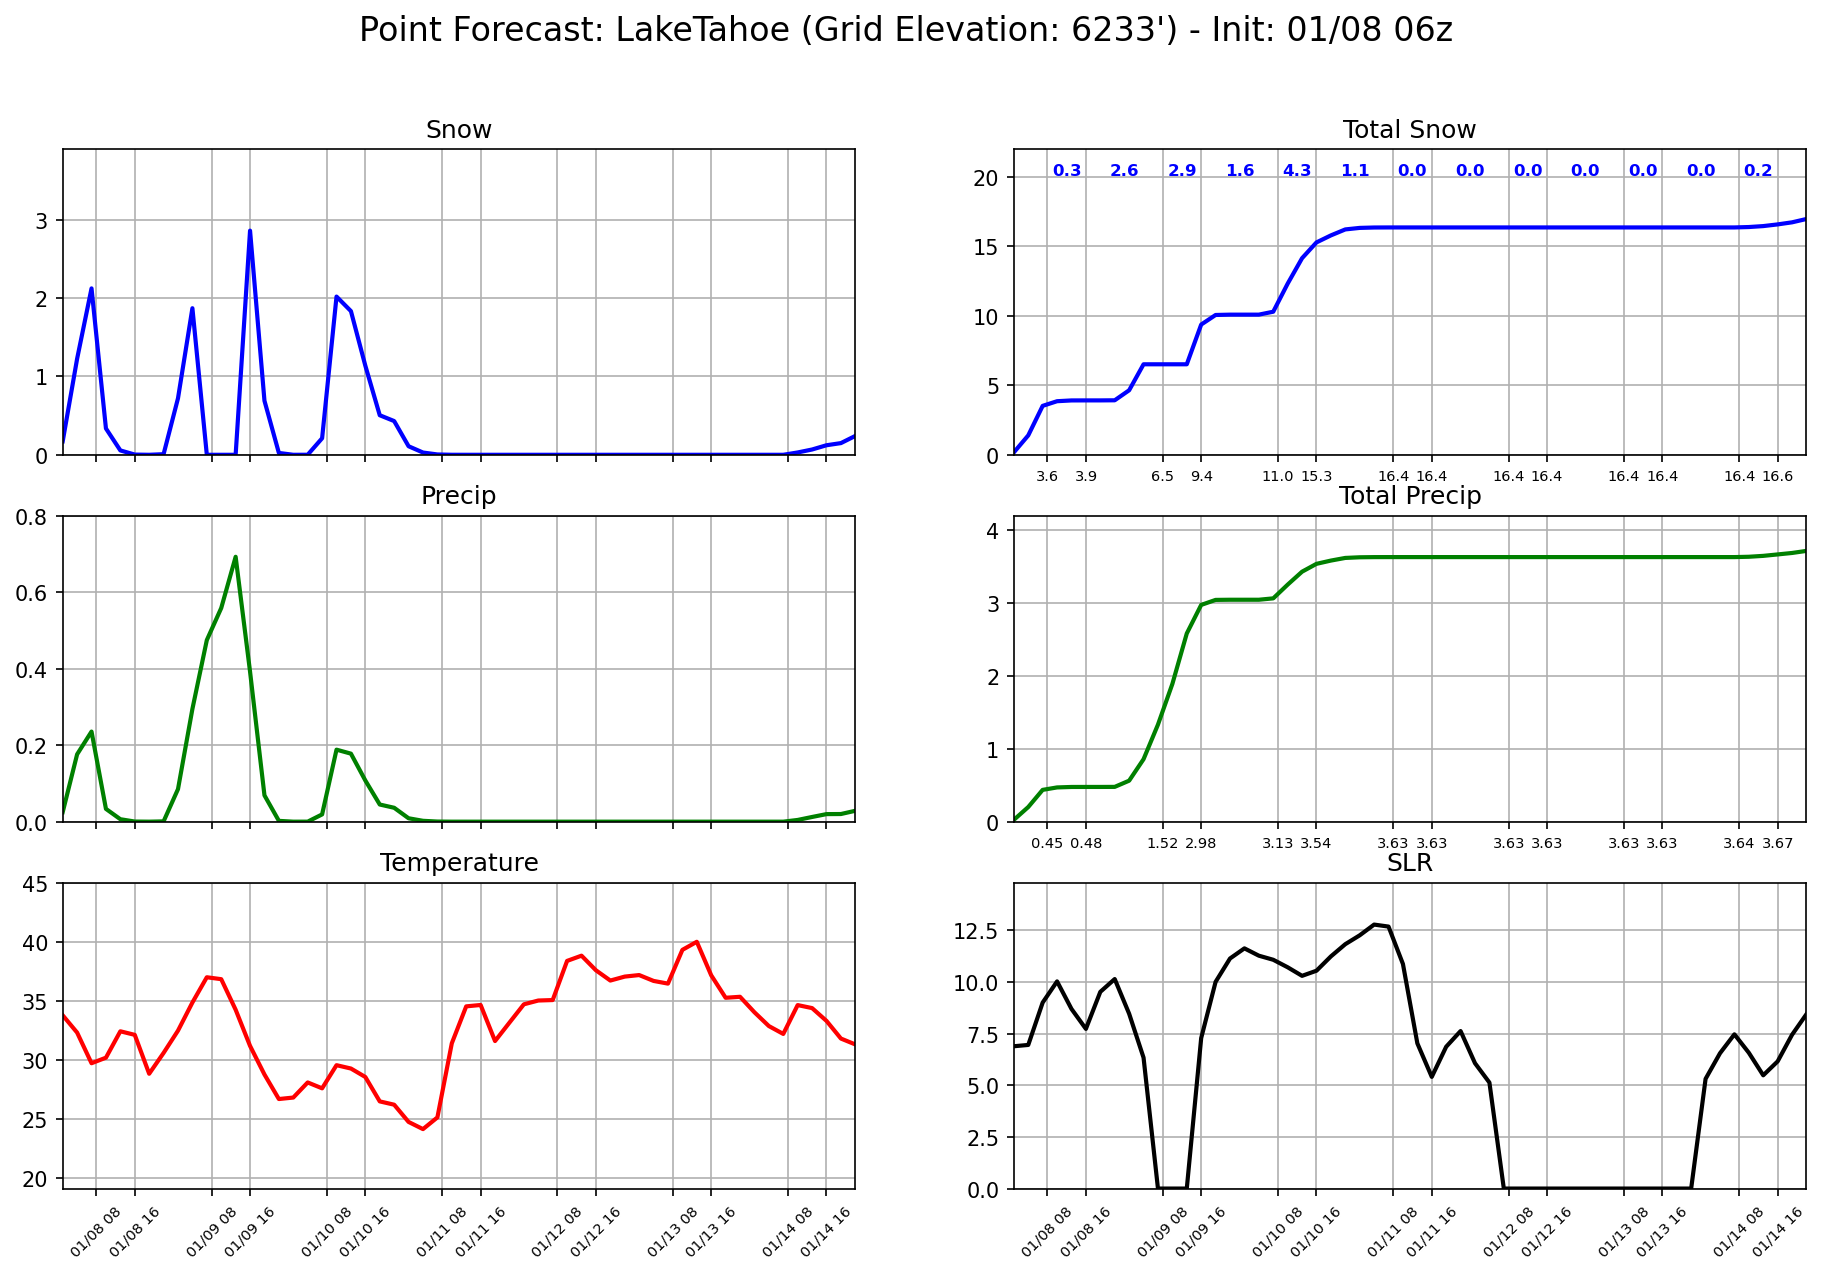 Point Forecast: LakeTahoe (Grid Elevation: 6233') - Init: 01/08 06z
Snow
3
2
1
0
Total Snow
0.3 2.6 2.9 1.6 4.3 1.1 0.0 0.0 0.0 0.0 0.0 0.0 0.2
20
15
10
5
0
3.6 3.9 6.5 9.4 11.0 15.3 16.4 16.4 16.4 16.4 16.4 16.4 16.4 16.6
Precip
0.8
0.6
0.4
0.2
0.0
Total Precip
4
3
2
1
0
0.45 0.48 1.52 2.98 3.13 3.54 3.63 3.63 3.63 3.63 3.63 3.63 3.64 3.67
Temperature
45
40
35
30
25
20
01/08 08 01/08 16 01/09 08 01/09 16 01/10 08 01/10 16 01/11 08 01/11 16 01/12 08 01/12 16 01/13 08 01/13 16 01/14 08 01/14 16
SLR
12.5
10.0
7.5
5.0
2.5
0.0
01/08 08 01/08 16 01/09 08 01/09 16 01/10 08 01/10 16 01/11 08 01/11 16 01/12 08 01/12 16 01/13 08 01/13 16 01/14 08 01/14 16